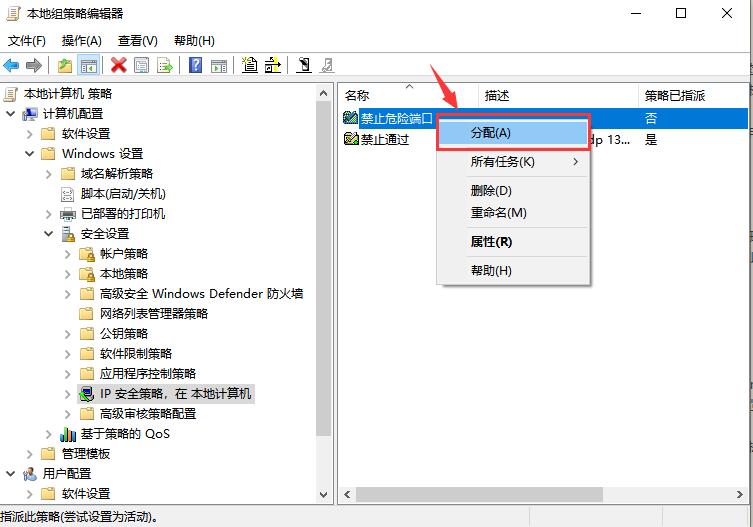 本地组策略编辑器
文件(F) 操作(A) 查看(V) 帮助(H)
本地计算机 策略
计算机配置
软件设置
Windows 设置
域名解析策略
脚本(启动/关机)
已部署的打印机
安全设置
帐户策略
本地策略
高级安全 Windows Defender 防火墙
网络列表管理器策略
公钥策略
软件限制策略
应用程序控制策略
IP 安全策略，在 本地计算机
高级审核策略配置
基于策略的 QoS
管理模板
用户配置
软件设置
名称 描述 策略已指派
禁止危险端口 否
禁止通过 dp 13... 是
分配(A)
所有任务(K)
删除(D)
重命名(M)
属性(R)
帮助(H)
指派此策略(尝试设置为活动)。